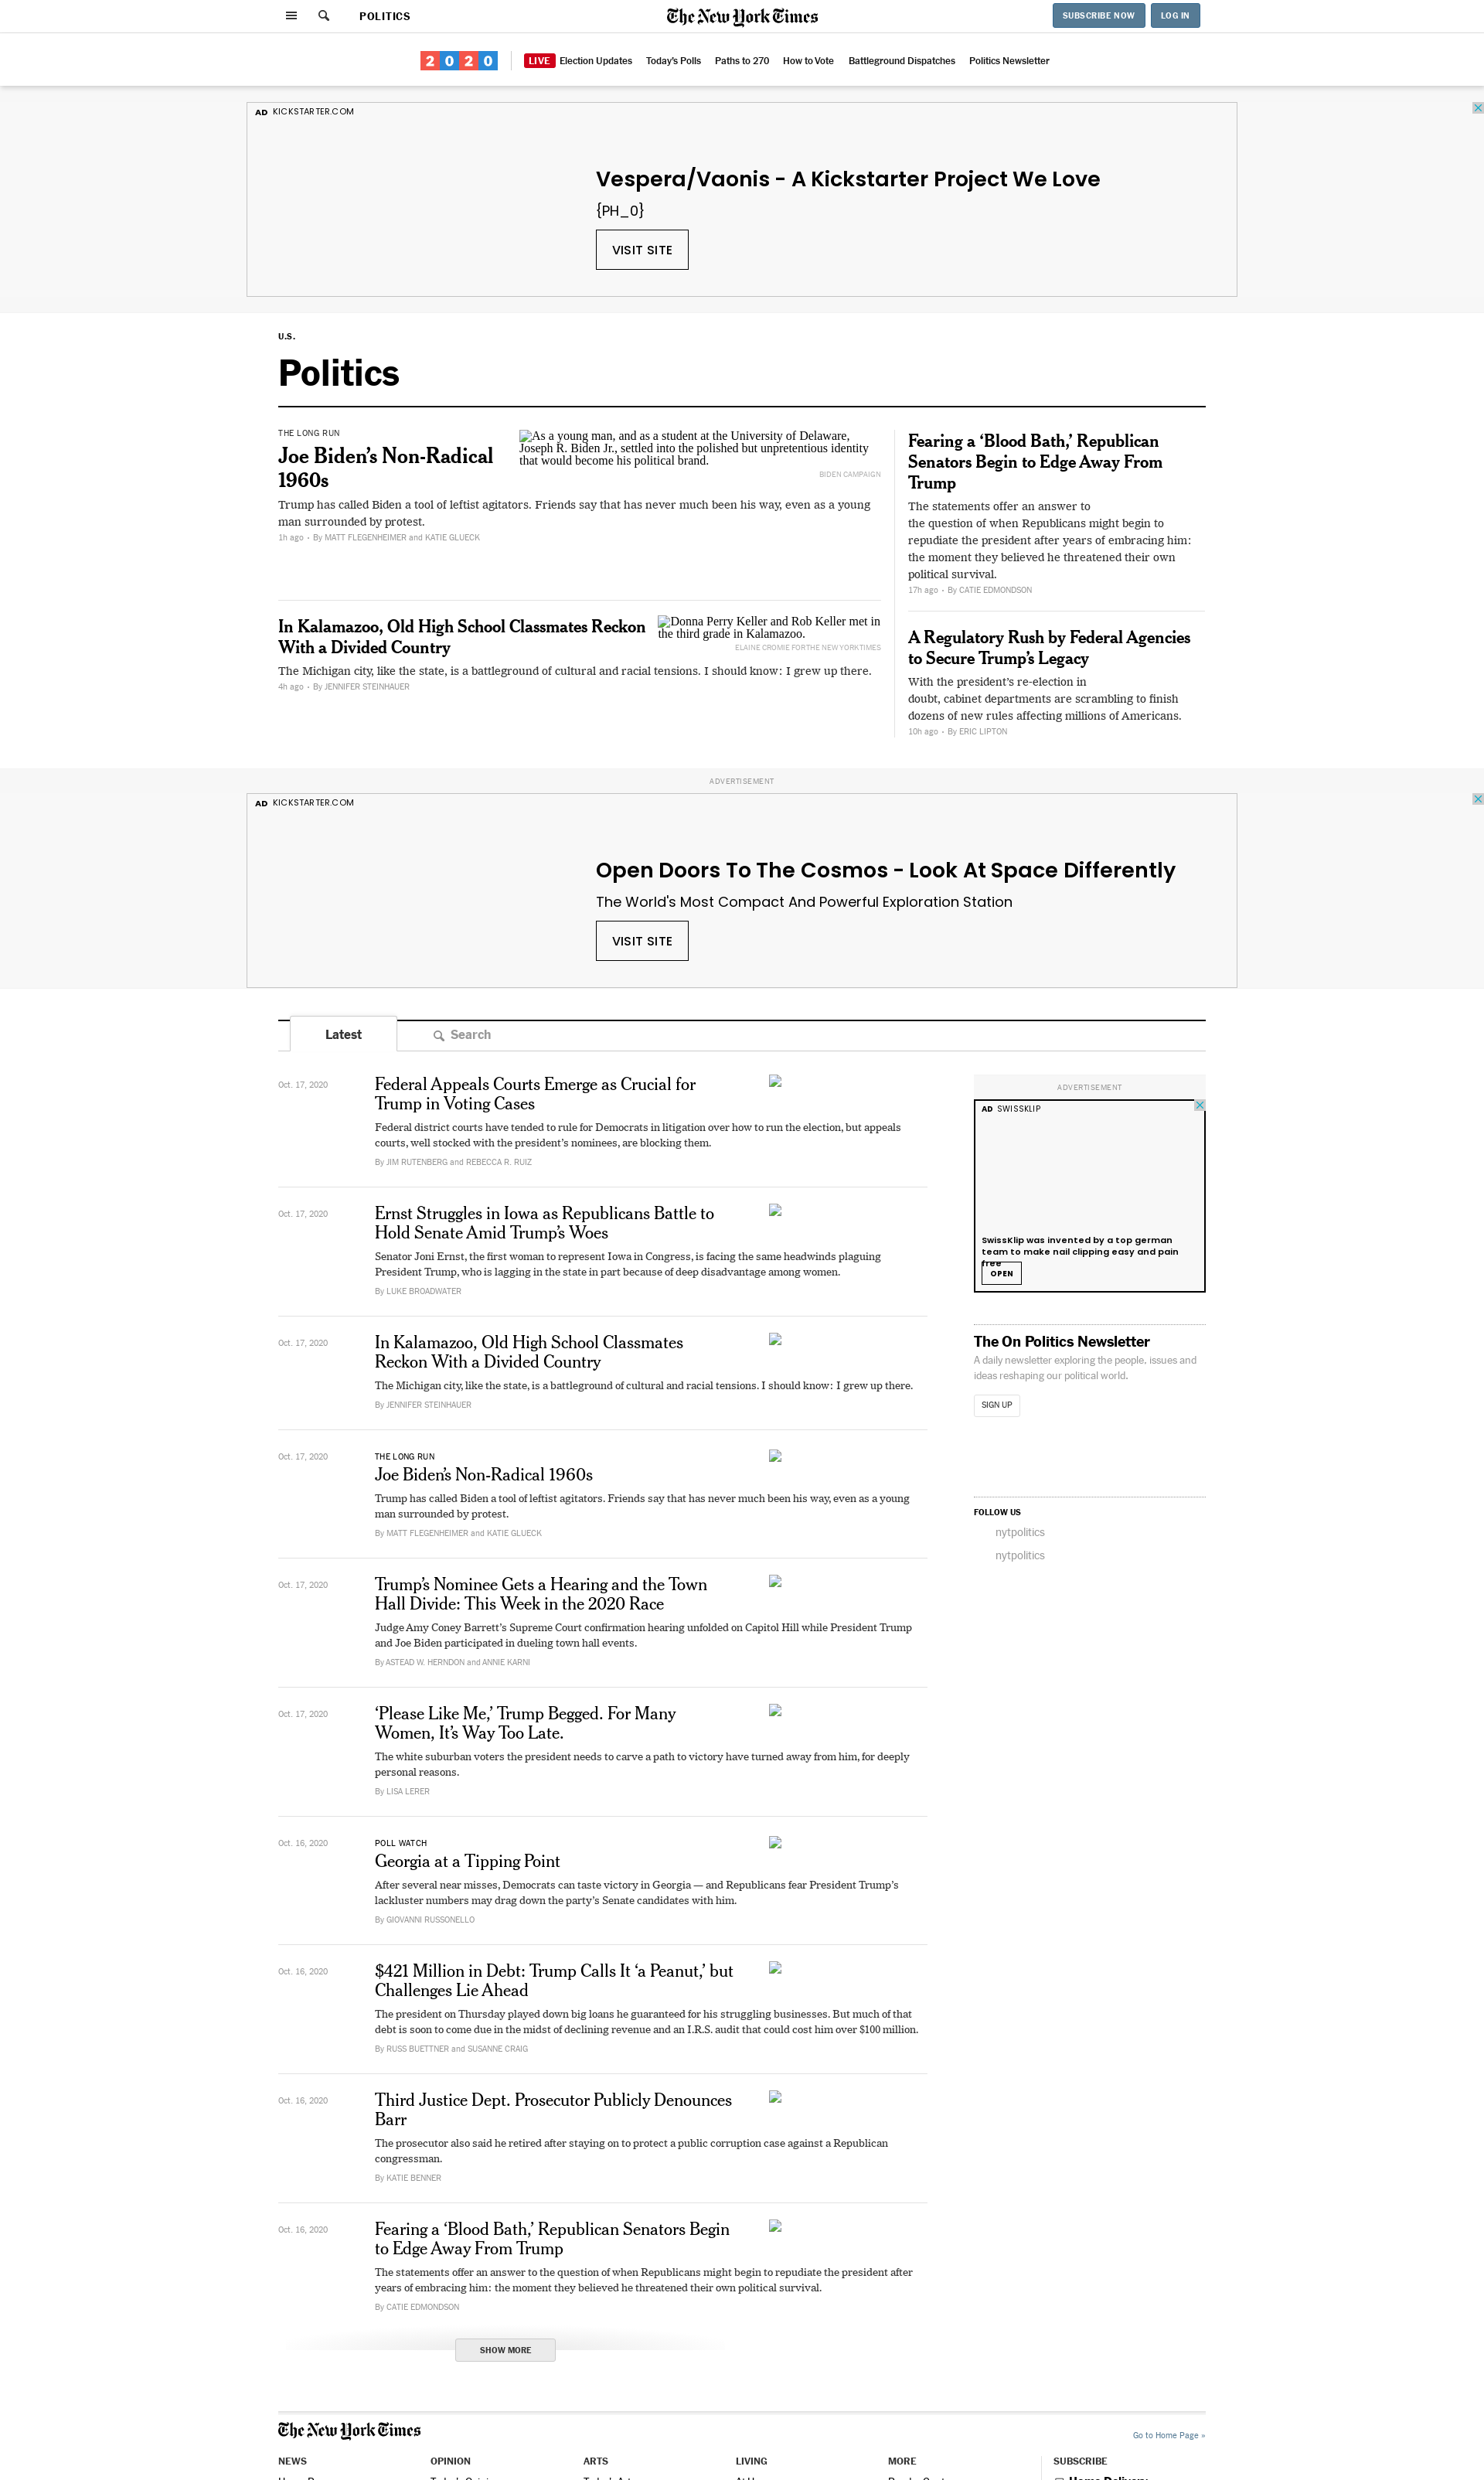 POLITICS
The New York Times
SUBSCRIBE NOW
LOG IN
2020
LIVE Election Updates
Today's Polls
Paths to 270
How to Vote
Battleground Dispatches
Politics Newsletter
AD KICKSTARTER.COM
Vespera/Vaonis - A Kickstarter Project We Love
{PH_0}
VISIT SITE
U.S.
Politics
THE LONG RUN
Joe Biden’s Non-Radical
1960s
As a young man, and as a student at the University of Delaware,
Joseph R. Biden Jr., settled into the polished but unpretentious identity
that would become his political brand.
BIDEN CAMPAIGN
Trump has called Biden a tool of leftist agitators. Friends say that has never much been his way, even as a young
man surrounded by protest.
1h ago • By MATT FLEGENHEIMER and KATIE GLUECK
In Kalamazoo, Old High School Classmates Reckon
With a Divided Country
Donna Perry Keller and Rob Keller met in
the third grade in Kalamazoo.
ELAINE CROMIE FOR THE NEW YORK TIMES
The Michigan city, like the state, is a battleground of cultural and racial tensions. I should know: I grew up there.
4h ago • By JENNIFER STEINHAUER
Fearing a ‘Blood Bath,’ Republican
Senators Begin to Edge Away From
Trump
The statements offer an answer to
the question of when Republicans might begin to
repudiate the president after years of embracing him:
the moment they believed he threatened their own
political survival.
17h ago • By CATIE EDMONDSON
A Regulatory Rush by Federal Agencies
to Secure Trump’s Legacy
With the president’s re-election in
doubt, cabinet departments are scrambling to finish
dozens of new rules affecting millions of Americans.
10h ago • By ERIC LIPTON
ADVERTISEMENT
AD KICKSTARTER.COM
Open Doors To The Cosmos - Look At Space Differently
The World's Most Compact And Powerful Exploration Station
VISIT SITE
Latest
Search
Oct. 17, 2020
Federal Appeals Courts Emerge as Crucial for
Trump in Voting Cases
Federal district courts have tended to rule for Democrats in litigation over how to run the election, but appeals
courts, well stocked with the president’s nominees, are blocking them.
By JIM RUTENBERG and REBECCA R. RUIZ
Oct. 17, 2020
Ernst Struggles in Iowa as Republicans Battle to
Hold Senate Amid Trump’s Woes
Senator Joni Ernst, the first woman to represent Iowa in Congress, is facing the same headwinds plaguing
President Trump, who is lagging in the state in part because of deep disadvantage among women.
By LUKE BROADWATER
Oct. 17, 2020
In Kalamazoo, Old High School Classmates
Reckon With a Divided Country
The Michigan city, like the state, is a battleground of cultural and racial tensions. I should know: I grew up there.
By JENNIFER STEINHAUER
Oct. 17, 2020
THE LONG RUN
Joe Biden’s Non-Radical 1960s
Trump has called Biden a tool of leftist agitators. Friends say that has never much been his way, even as a young
man surrounded by protest.
By MATT FLEGENHEIMER and KATIE GLUECK
Oct. 17, 2020
Trump’s Nominee Gets a Hearing and the Town
Hall Divide: This Week in the 2020 Race
Judge Amy Coney Barrett’s Supreme Court confirmation hearing unfolded on Capitol Hill while President Trump
and Joe Biden participated in dueling town hall events.
By ASTEAD W. HERNDON and ANNIE KARNI
Oct. 17, 2020
‘Please Like Me,’ Trump Begged. For Many
Women, It’s Way Too Late.
The white suburban voters the president needs to carve a path to victory have turned away from him, for deeply
personal reasons.
By LISA LERER
Oct. 16, 2020
POLL WATCH
Georgia at a Tipping Point
After several near misses, Democrats can taste victory in Georgia — and Republicans fear President Trump’s
lackluster numbers may drag down the party’s Senate candidates with him.
By GIOVANNI RUSSONELLO
Oct. 16, 2020
$421 Million in Debt: Trump Calls It ‘a Peanut,’ but
Challenges Lie Ahead
The president on Thursday played down big loans he guaranteed for his struggling businesses. But much of that
debt is soon to come due in the midst of declining revenue and an I.R.S. audit that could cost him over $100 million.
By RUSS BUETTNER and SUSANNE CRAIG
Oct. 16, 2020
Third Justice Dept. Prosecutor Publicly Denounces
Barr
The prosecutor also said he retired after staying on to protect a public corruption case against a Republican
congressman.
By KATIE BENNER
Oct. 16, 2020
Fearing a ‘Blood Bath,’ Republican Senators Begin
to Edge Away From Trump
The statements offer an answer to the question of when Republicans might begin to repudiate the president after
years of embracing him: the moment they believed he threatened their own political survival.
By CATIE EDMONDSON
SHOW MORE
ADVERTISEMENT
AD SWISSKLIP
SwissKlip was invented by a top german
team to make nail clipping easy and pain
free
OPEN
The On Politics Newsletter
A daily newsletter exploring the people, issues and
ideas reshaping our political world.
SIGN UP
FOLLOW US
nytpolitics
nytpolitics
The New York Times
Go to Home Page »
NEWS
OPINION
ARTS
LIVING
MORE
SUBSCRIBE